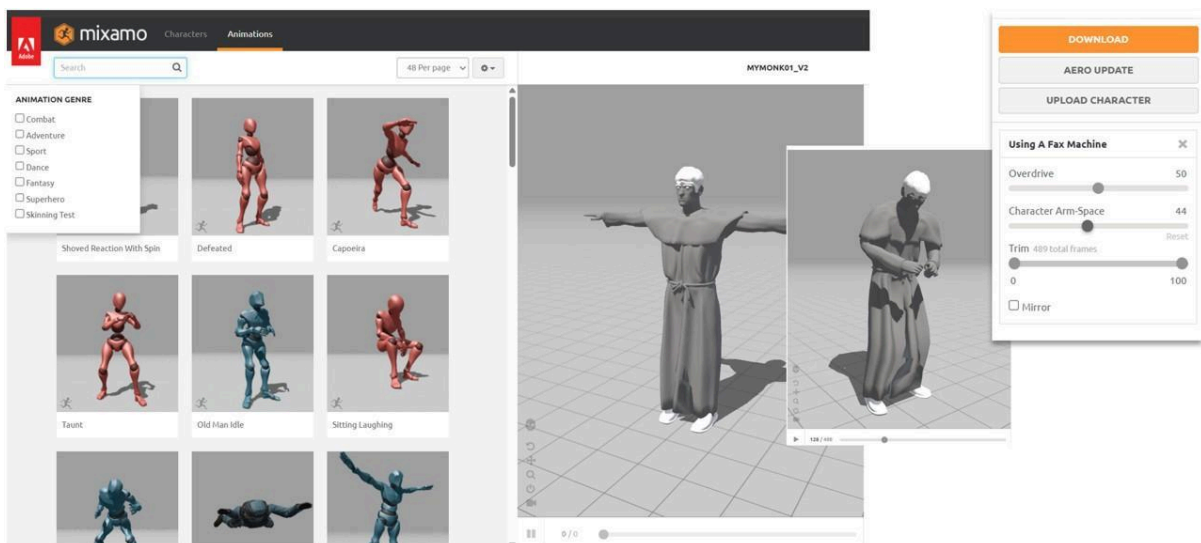 Adobe
mixamo
Characters
Animations
Search
48 Per page
MYMONK01_V2
ANIMATION GENRE
Combat
Adventure
Sport
Dance
Fantasy
Superhero
Skinning Test
Shoved Reaction With Spin
Defeated
Capoeira
Taunt
Old Man Idle
Sitting Laughing
0 / 0
DOWNLOAD
AERO UPDATE
UPLOAD CHARACTER
Using A Fax Machine
Overdrive 50
Character Arm-Space 44
Reset
Trim 489 total frames
0 100
Mirror